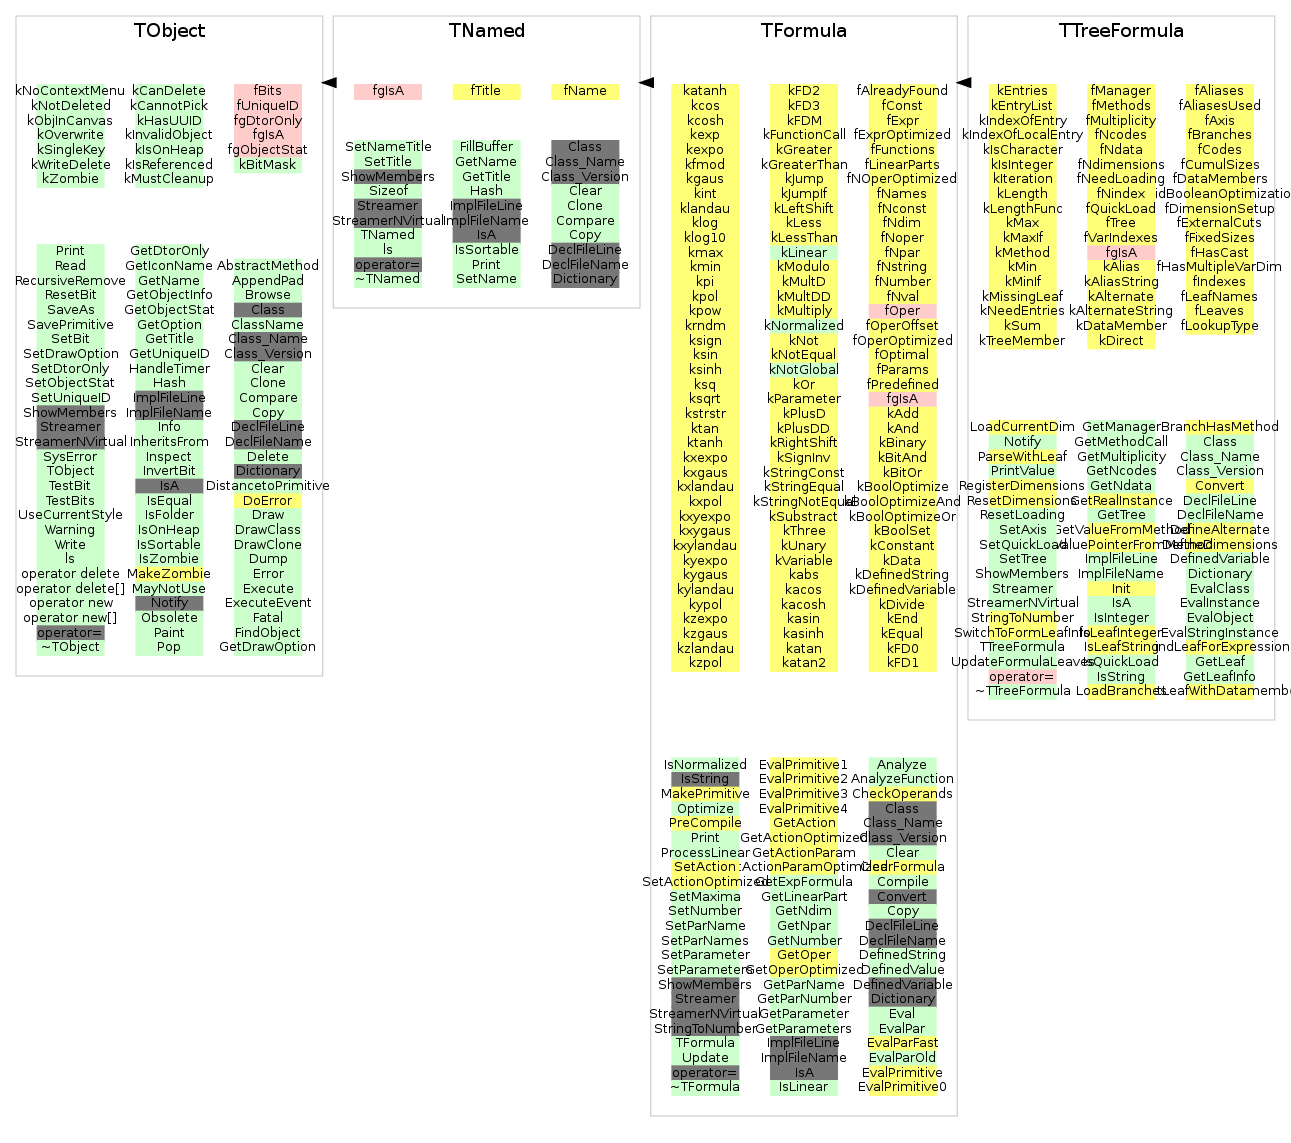 TObject
kNoContextMenu
kNotDeleted
kObjInCanvas
kOverwrite
kSingleKey
kWriteDelete
kZombie
kCanDelete
kCannotPick
kHasUUID
kInvalidObject
kIsOnHeap
kIsReferenced
kMustCleanup
fBits
fUniqueID
fgDtorOnly
fgIsA
fgObjectStat
kBitMask
Print
Read
RecursiveRemove
ResetBit
SaveAs
SavePrimitive
SetBit
SetDrawOption
SetDtorOnly
SetObjectStat
SetUniqueID
ShowMembers
Streamer
StreamerNVirtual
SysError
TObject
TestBit
TestBits
UseCurrentStyle
Warning
Write
ls
operator delete
operator delete[]
operator new
operator new[]
operator=
~TObject
GetDtorOnly
GetIconName
GetName
GetObjectInfo
GetObjectStat
GetOption
GetTitle
GetUniqueID
HandleTimer
Hash
ImplFileLine
ImplFileName
Info
InheritsFrom
Inspect
InvertBit
IsA
IsEqual
IsFolder
IsOnHeap
IsSortable
IsZombie
MakeZombie
MayNotUse
Notify
Obsolete
Paint
Pop
AbstractMethod
AppendPad
Browse
Class
ClassName
Class_Name
Class_Version
Clear
Clone
Compare
Copy
DeclFileLine
DeclFileName
Delete
Dictionary
DistancetoPrimitive
DoError
Draw
DrawClass
DrawClone
Dump
Error
Execute
ExecuteEvent
Fatal
FindObject
GetDrawOption
TNamed
fgIsA
fTitle
fName
SetNameTitle
SetTitle
ShowMembers
Sizeof
Streamer
StreamerNVirtual
TNamed
ls
operator=
~TNamed
FillBuffer
GetName
GetTitle
Hash
ImplFileLine
ImplFileName
IsA
IsSortable
Print
SetName
Class
Class_Name
Class_Version
Clear
Clone
Compare
Copy
DeclFileLine
DeclFileName
Dictionary
TFormula
katanh
kcos
kcosh
kexp
kexpo
kfmod
kgaus
kint
klandau
klog
klog10
kmax
kmin
kpi
kpol
kpow
krndm
ksign
ksin
ksinh
ksq
ksqrt
kstrstr
ktan
ktanh
kxexpo
kxgaus
kxlandau
kxpol
kxyexpo
kxygaus
kxylandau
kyexpo
kygaus
kylandau
kypol
kzexpo
kzgaus
kzlandau
kzpol
kFD2
kFD3
kFDM
kFunctionCall
kGreater
kGreaterThan
kJump
kJumpIf
kLeftShift
kLess
kLessThan
kLinear
kModulo
kMultD
kMultDD
kMultiply
kNormalized
kNot
kNotEqual
kNotGlobal
kOr
kParameter
kPlusD
kPlusDD
kRightShift
kSignInv
kStringConst
kStringEqual
kStringNotEqual
kSubstract
kThree
kUnary
kVariable
kabs
kacos
kacosh
kasin
kasinh
katan
katan2
fAlreadyFound
fConst
fExpr
fExprOptimized
fFunctions
fLinearParts
fNOperOptimized
fNames
fNconst
fNdim
fNoper
fNpar
fNstring
fNumber
fNval
fOper
fOperOffset
fOperOptimized
fOptimal
fParams
fPredefined
fgIsA
kAdd
kAnd
kBinary
kBitAnd
kBitOr
kBoolOptimize
kBoolOptimizeAnd
kBoolOptimizeOr
kBoolSet
kConstant
kData
kDefinedString
kDefinedVariable
kDivide
kEnd
kEqual
kFD0
kFD1
IsNormalized
IsString
MakePrimitive
Optimize
PreCompile
Print
ProcessLinear
SetAction
SetActionOptimized
SetMaxima
SetNumber
SetParName
SetParNames
SetParameter
SetParameters
ShowMembers
Streamer
StreamerNVirtual
StringToNumber
TFormula
Update
operator=
~TFormula
EvalPrimitive1
EvalPrimitive2
EvalPrimitive3
EvalPrimitive4
GetAction
GetActionOptimized
GetActionParam
ActionParamOptimized
GetExpFormula
GetLinearPart
GetNdim
GetNpar
GetNumber
GetOper
GetOperOptimized
GetParName
GetParNumber
GetParameter
GetParameters
ImplFileLine
ImplFileName
IsA
IsLinear
Analyze
AnalyzeFunction
CheckOperands
Class
Class_Name
Class_Version
Clear
ClearFormula
Compile
Convert
Copy
DeclFileLine
DeclFileName
DefinedString
DefinedValue
DefinedVariable
Dictionary
Eval
EvalPar
EvalParFast
EvalParOld
EvalPrimitive
EvalPrimitive0
TTreeFormula
kEntries
kEntryList
kIndexOfEntry
kIndexOfLocalEntry
kIsCharacter
kIsInteger
kIteration
kLength
kLengthFunc
kMax
kMaxIf
kMethod
kMin
kMinIf
kMissingLeaf
kNeedEntries
kSum
kTreeMember
fManager
fMethods
fMultiplicity
fNcodes
fNdata
fNdimensions
fNeedLoading
fNindex
fQuickLoad
fTree
fVarIndexes
fgIsA
kAlias
kAliasString
kAlternate
kAlternateString
kDataMember
kDirect
fAliases
fAliasesUsed
fAxis
fBranches
fCodes
fCumulSizes
fDataMembers
idBooleanOptimizatio
fDimensionSetup
fExternalCuts
fFixedSizes
fHasCast
fHasMultipleVarDim
fIndexes
fLeafNames
fLeaves
fLookupType
LoadCurrentDim
Notify
ParseWithLeaf
PrintValue
RegisterDimensions
ResetDimensions
ResetLoading
SetAxis
SetQuickLoad
SetTree
ShowMembers
Streamer
StreamerNVirtual
StringToNumber
SwitchToFormLeafInfo
TTreeFormula
UpdateFormulaLeaves
operator=
~TTreeFormula
GetManager
GetMethodCall
GetMultiplicity
GetNcodes
GetNdata
GetRealInstance
GetTree
GetValueFromMethod
ImplFileLine
ImplFileName
Init
IsA
IsInteger
IsLeafInteger
IsLeafString
IsQuickLoad
IsString
LoadBranches
BranchHasMethod
Class
Class_Name
Class_Version
Convert
DeclFileLine
DeclFileName
DefineAlternate
DefineDimensions
DefinedVariable
Dictionary
EvalClass
EvalInstance
EvalObject
EvalStringInstance
ndLeafForExpression
GetLeaf
GetLeafInfo
LeafWithDatamemb